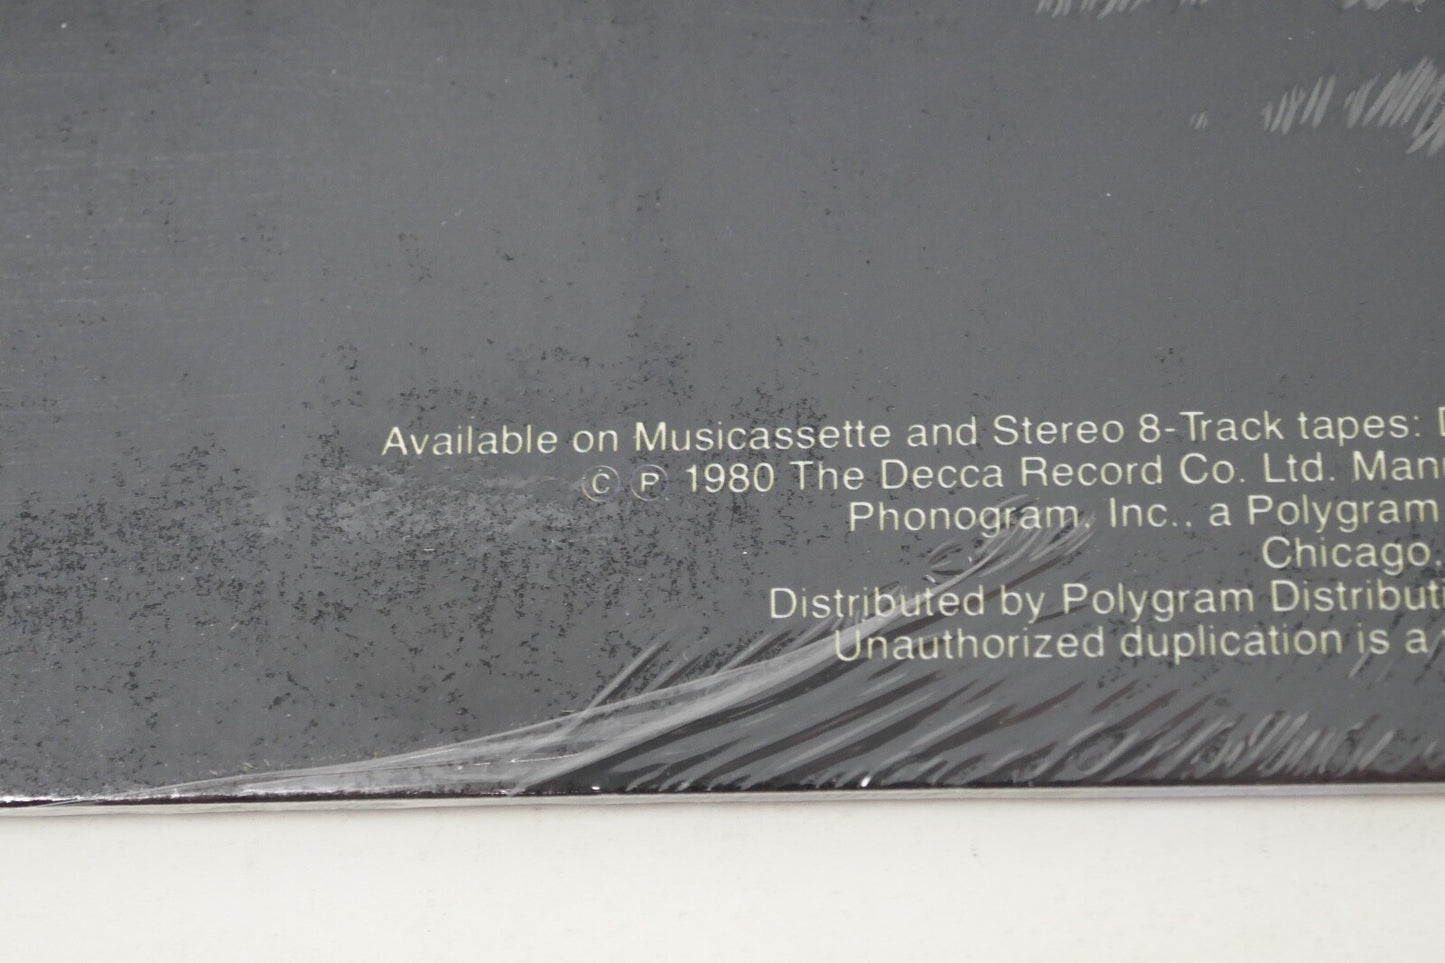 Available on Musicassette and Stereo 8-Track tapes:
© ℗ 1980 The Decca Record Co. Ltd.
Phonogram, Inc., a Polygram
Chicago,
Distributed by Polygram
Unauthorized duplication is a